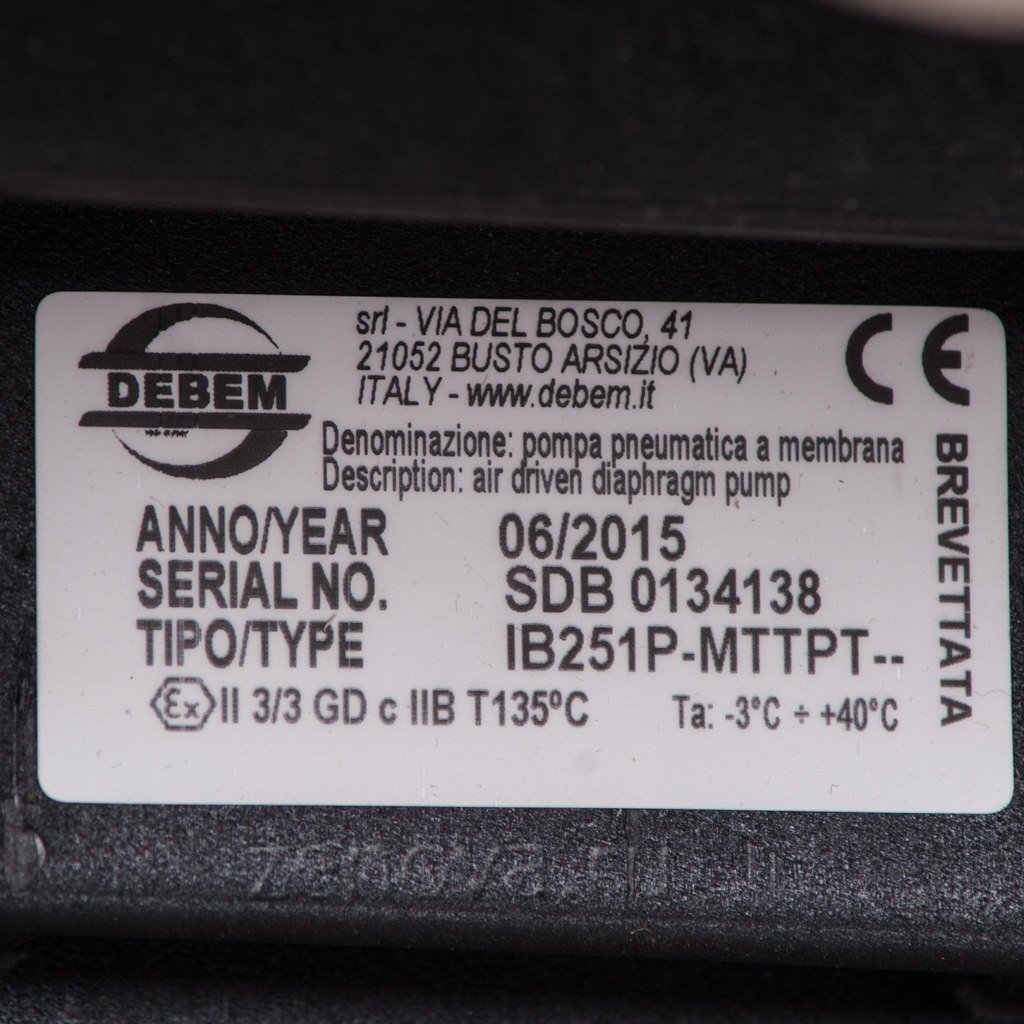 DEBEM
srl - VIA DEL BOSCO, 41
21052 BUSTO ARSIZIO (VA)
ITALY - www.debem.it
CE
Denominazione: pompa pneumatica a membrana
Description: air driven diaphragm pump
ANNO/YEAR 06/2015
SERIAL NO. SDB 0134138
TIPO/TYPE IB251P-MTTPT--
Ex II 3/3 GD c IIB T135ºC Ta: -3°C ÷ +40°C
BREVETTATA